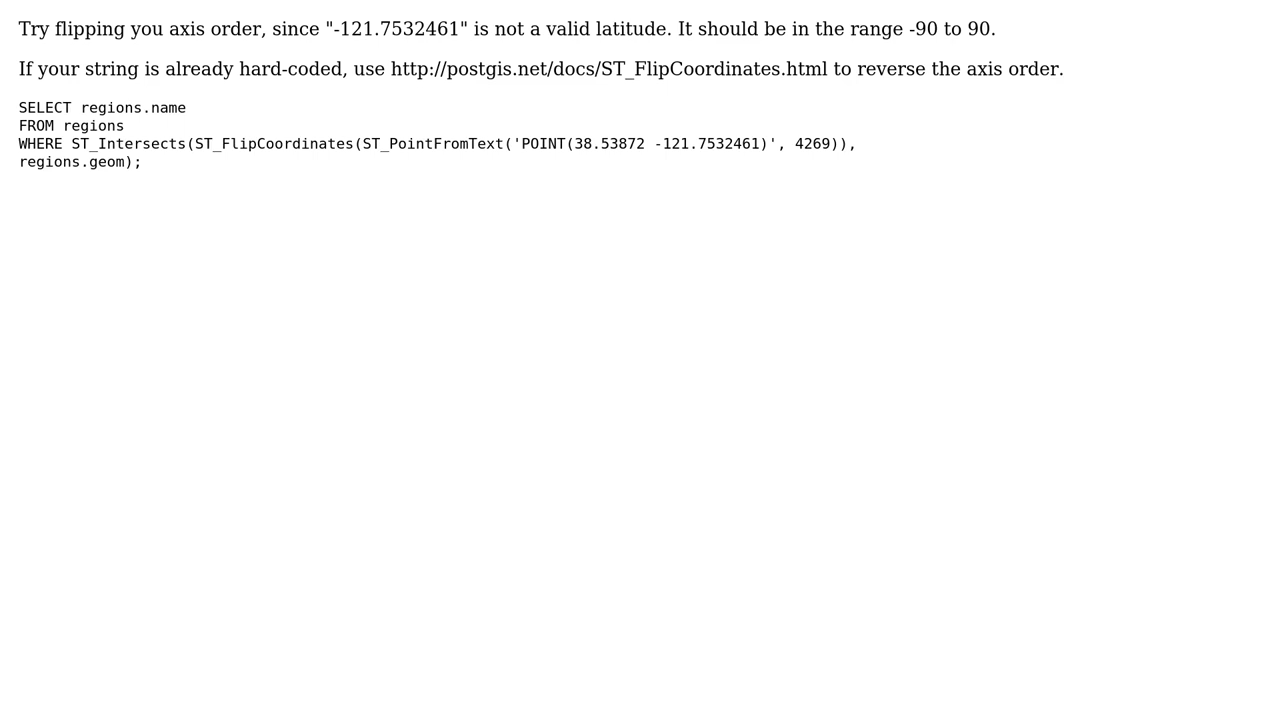 Try flipping you axis order, since "-121.7532461" is not a valid latitude. It should be in the range -90 to 90.
If your string is already hard-coded, use http://postgis.net/docs/ST_FlipCoordinates.html to reverse the axis order.
SELECT regions.name
FROM regions
WHERE ST_Intersects(ST_FlipCoordinates(ST_PointFromText('POINT(38.53872 -121.7532461)', 4269)),
regions.geom);